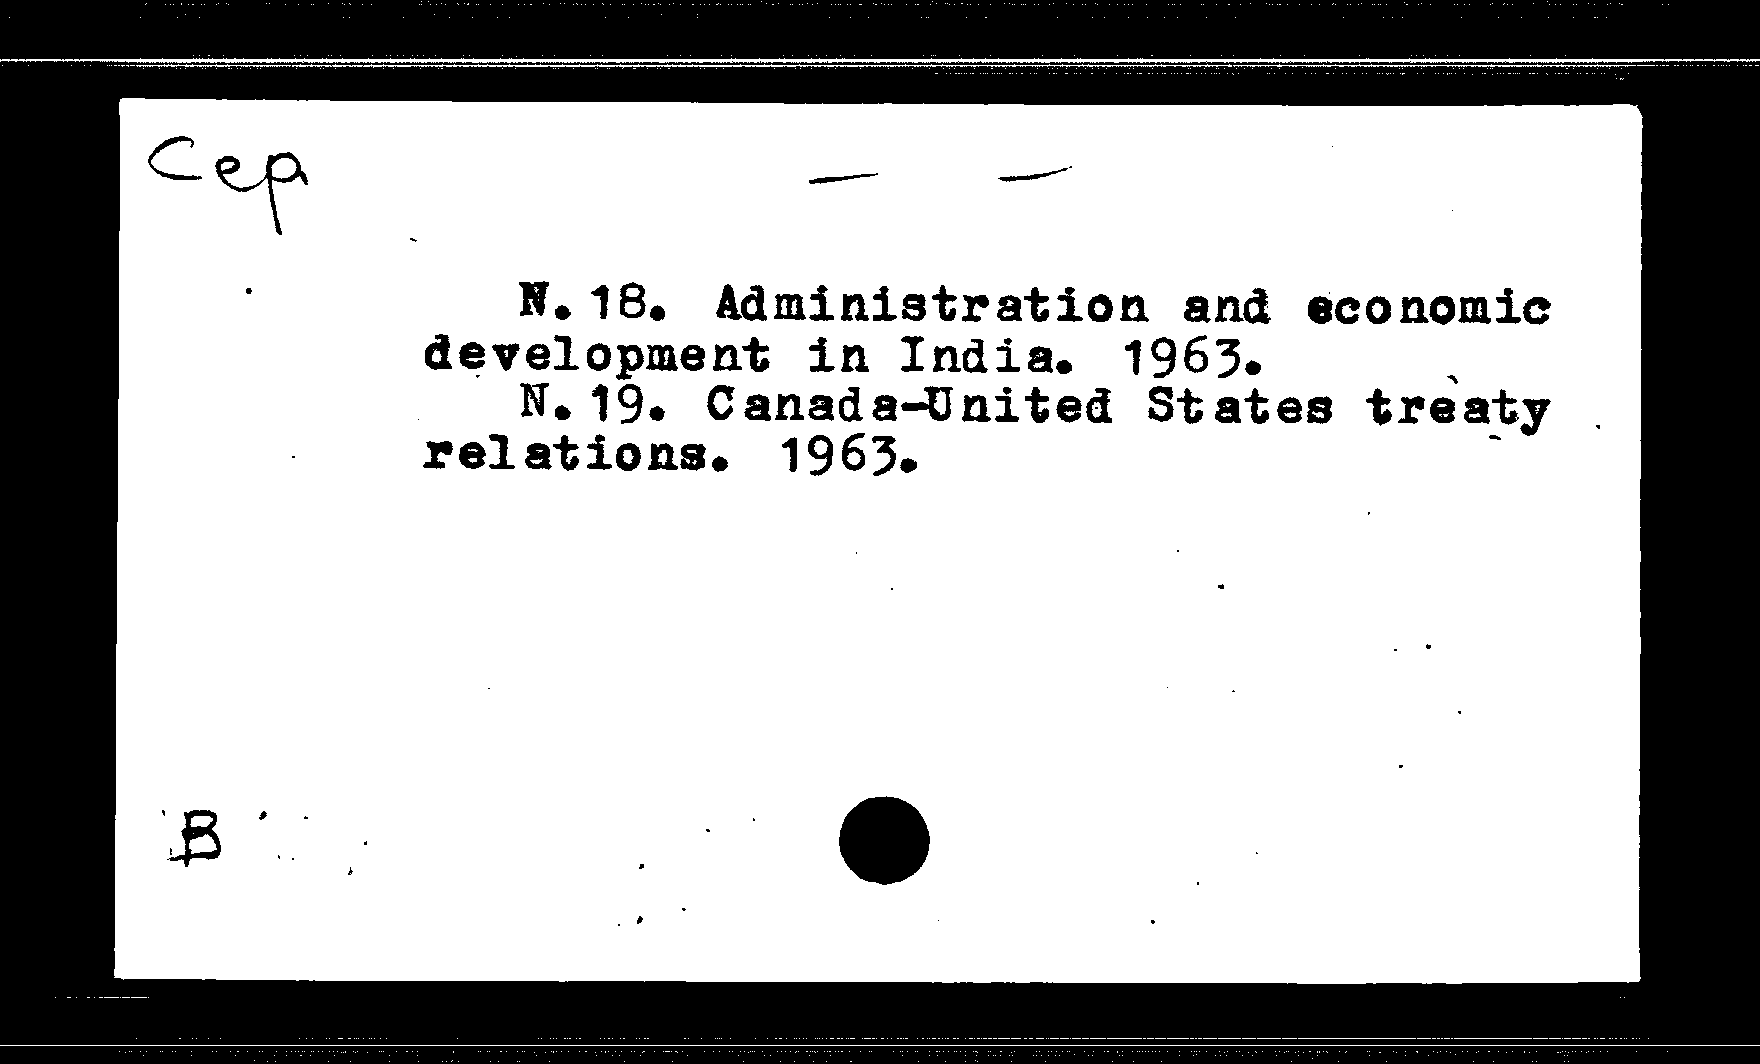 Cep — —
N.18. Administration and economic
development in India. 1963.
N.19. Canada-United States treaty
relations. 1963.
B